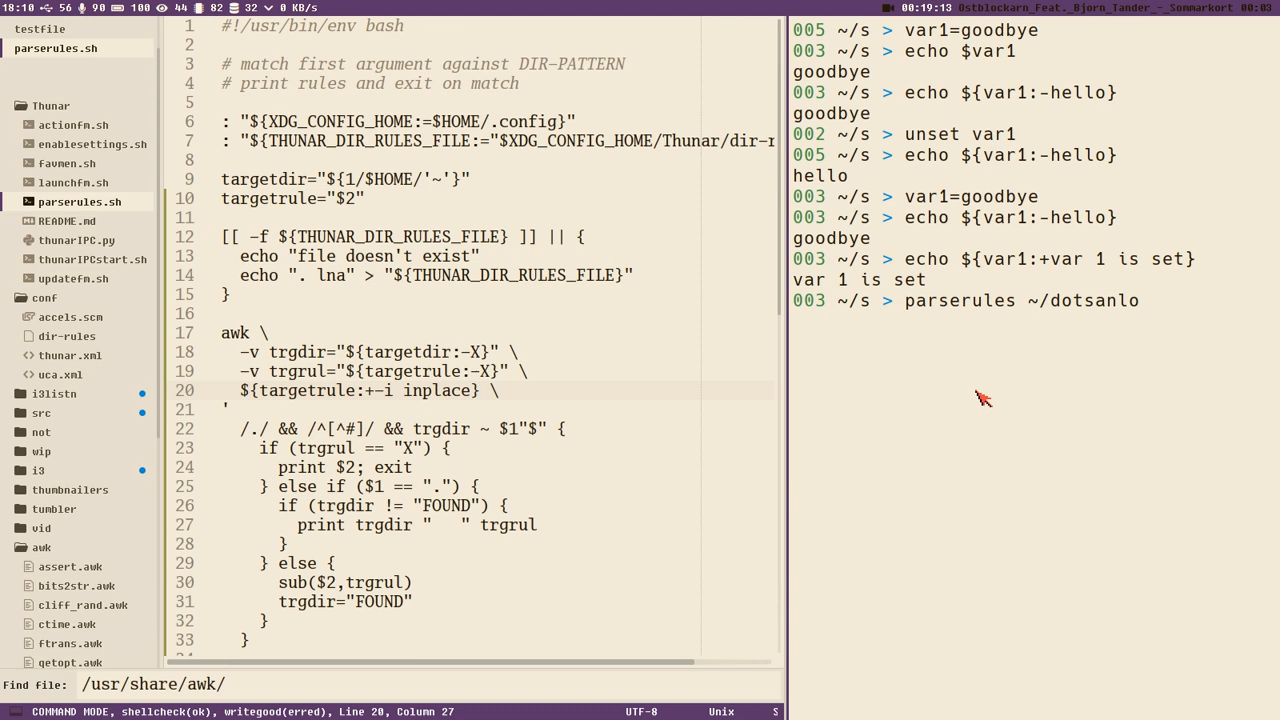 18:10 56 90 100 44 82 32 0 KB/s 00:19:13 Ostblockarn_Feat._Bjorn_Tander_-_Sommarkort 00:03
testfile
parserules.sh
Thunar
actionfm.sh
enablesettings.sh
favmen.sh
launchfm.sh
parserules.sh
README.md
thunarIPC.py
thunarIPCstart.sh
updatefm.sh
conf
accels.scm
dir-rules
thunar.xml
uca.xml
i3listn
src
not
wip
i3
thumbnailers
tumbler
vid
awk
assert.awk
bits2str.awk
cliff_rand.awk
ctime.awk
ftrans.awk
getopt.awk
1 #!/usr/bin/env bash
2
3 # match first argument against DIR-PATTERN
4 # print rules and exit on match
5
6 : "${XDG_CONFIG_HOME:=$HOME/.config}"
7 : "${THUNAR_DIR_RULES_FILE:="$XDG_CONFIG_HOME/Thunar/dir-r
8
9 targetdir="${1/$HOME/'~'}"
10 targetrule="$2"
11
12 [[ -f ${THUNAR_DIR_RULES_FILE} ]] || {
13 echo "file doesn't exist"
14 echo ". lna" > "${THUNAR_DIR_RULES_FILE}"
15 }
16
17 awk \
18 -v trgdir="${targetdir:-X}" \
19 -v trgrul="${targetrule:-X}" \
20 ${targetrule:+-i inplace} \
21 '
22 /./ && /^[^#]/ && trgdir ~ $1"$" {
23 if (trgrul == "X") {
24 print $2; exit
25 } else if ($1 == ".") {
26 if (trgdir != "FOUND") {
27 print trgdir "   " trgrul
28 }
29 } else {
30 sub($2,trgrul)
31 trgdir="FOUND"
32 }
33 }
005 ~/s > var1=goodbye
003 ~/s > echo $var1
goodbye
003 ~/s > echo ${var1:-hello}
goodbye
002 ~/s > unset var1
005 ~/s > echo ${var1:-hello}
hello
003 ~/s > var1=goodbye
003 ~/s > echo ${var1:-hello}
goodbye
003 ~/s > echo ${var1:+var 1 is set}
var 1 is set
003 ~/s > parserules ~/dotsanlo
Find file: /usr/share/awk/
COMMAND MODE, shellcheck(ok), writegood(erred), Line 20, Column 27 UTF-8 Unix S